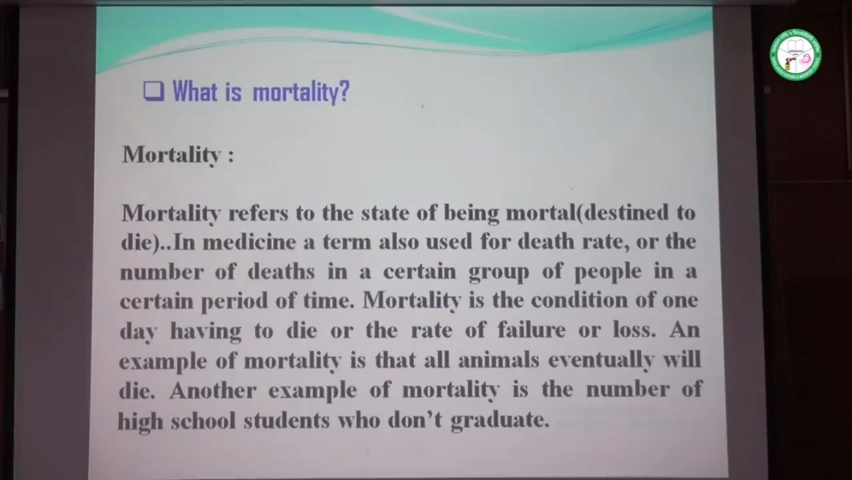 What is mortality?
Mortality :
Mortality refers to the state of being mortal(destined to
die)..In medicine a term also used for death rate, or the
number of deaths in a certain group of people in a
certain period of time. Mortality is the condition of one
day having to die or the rate of failure or loss. An
example of mortality is that all animals eventually will
die. Another example of mortality is the number of
high school students who don't graduate.